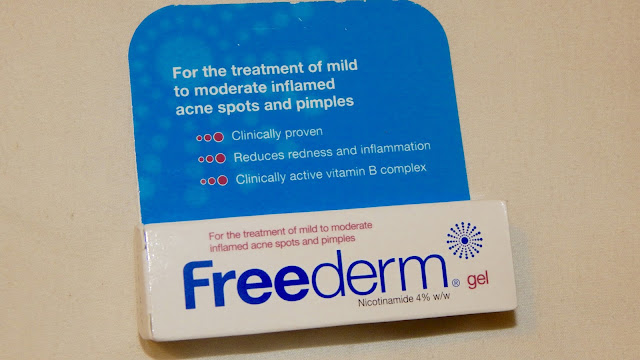 For the treatment of mild
to moderate inflamed
acne spots and pimples
Clinically proven
Reduces redness and inflammation
Clinically active vitamin B complex
For the treatment of mild to moderate
inflamed acne spots and pimples
Freederm® gel
Nicotinamide 4% w/w